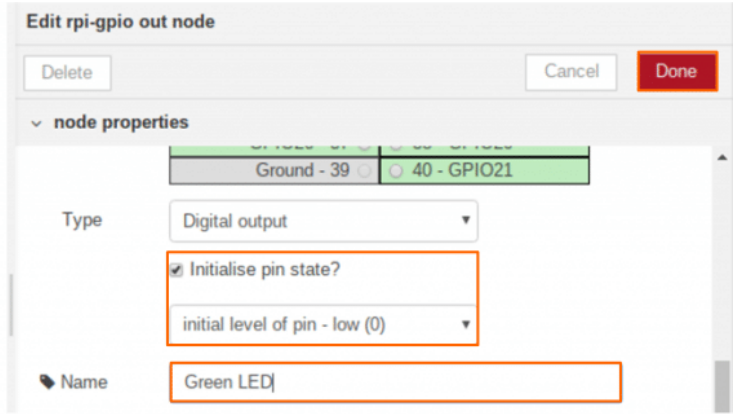 Edit rpi-gpio out node
Delete
Cancel
Done
node properties
Ground - 39
40 - GPIO21
Type
Digital output
Initialise pin state?
initial level of pin - low (0)
Name
Green LED